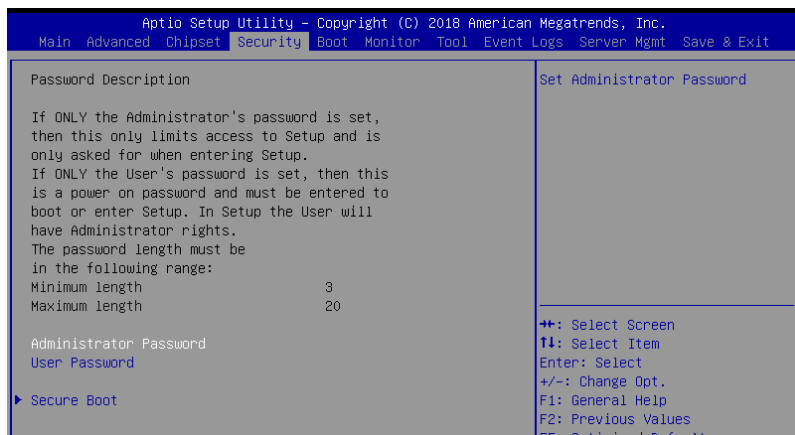 Aptio Setup Utility – Copyright (C) 2018 American Megatrends, Inc.
Main Advanced Chipset Security Boot Monitor Tool Event Logs Server Mgmt Save & Exit
Password Description
If ONLY the Administrator's password is set,
then this only limits access to Setup and is
only asked for when entering Setup.
If ONLY the User's password is set, then this
is a power on password and must be entered to
boot or enter Setup. In Setup the User will
have Administrator rights.
The password length must be
in the following range:
Minimum length 3
Maximum length 20
Administrator Password
User Password
Secure Boot
Set Administrator Password
→←: Select Screen
↑↓: Select Item
Enter: Select
+/-: Change Opt.
F1: General Help
F2: Previous Values